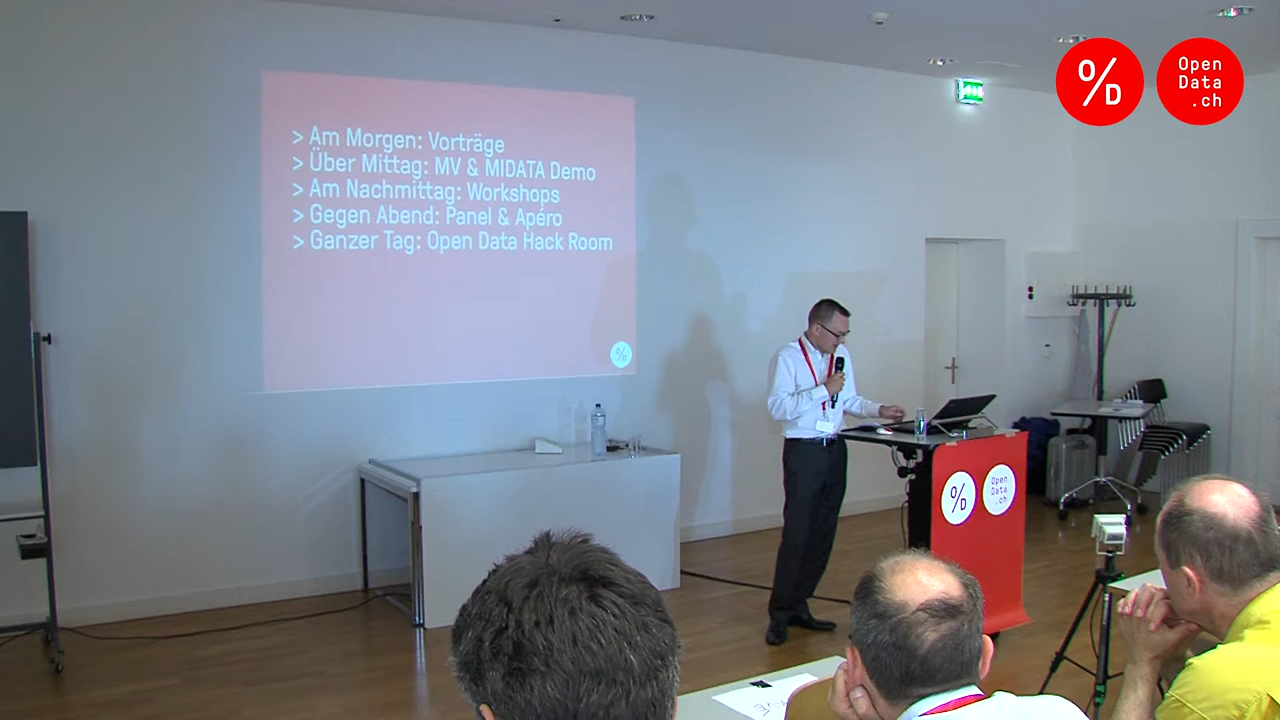 > Am Morgen: Vorträge
> Über Mittag: MV & MIDATA Demo
> Am Nachmittag: Workshops
> Gegen Abend: Panel & Apéro
> Ganzer Tag: Open Data Hack Room
%
O/D
Open
Data
.ch
O/D
Open
Data
.ch